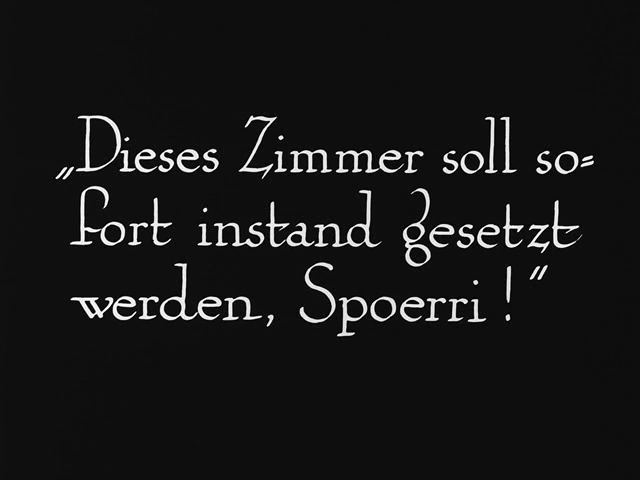 „Dieses Zimmer soll so=
fort instand gesetzt
werden, Spoerri!“